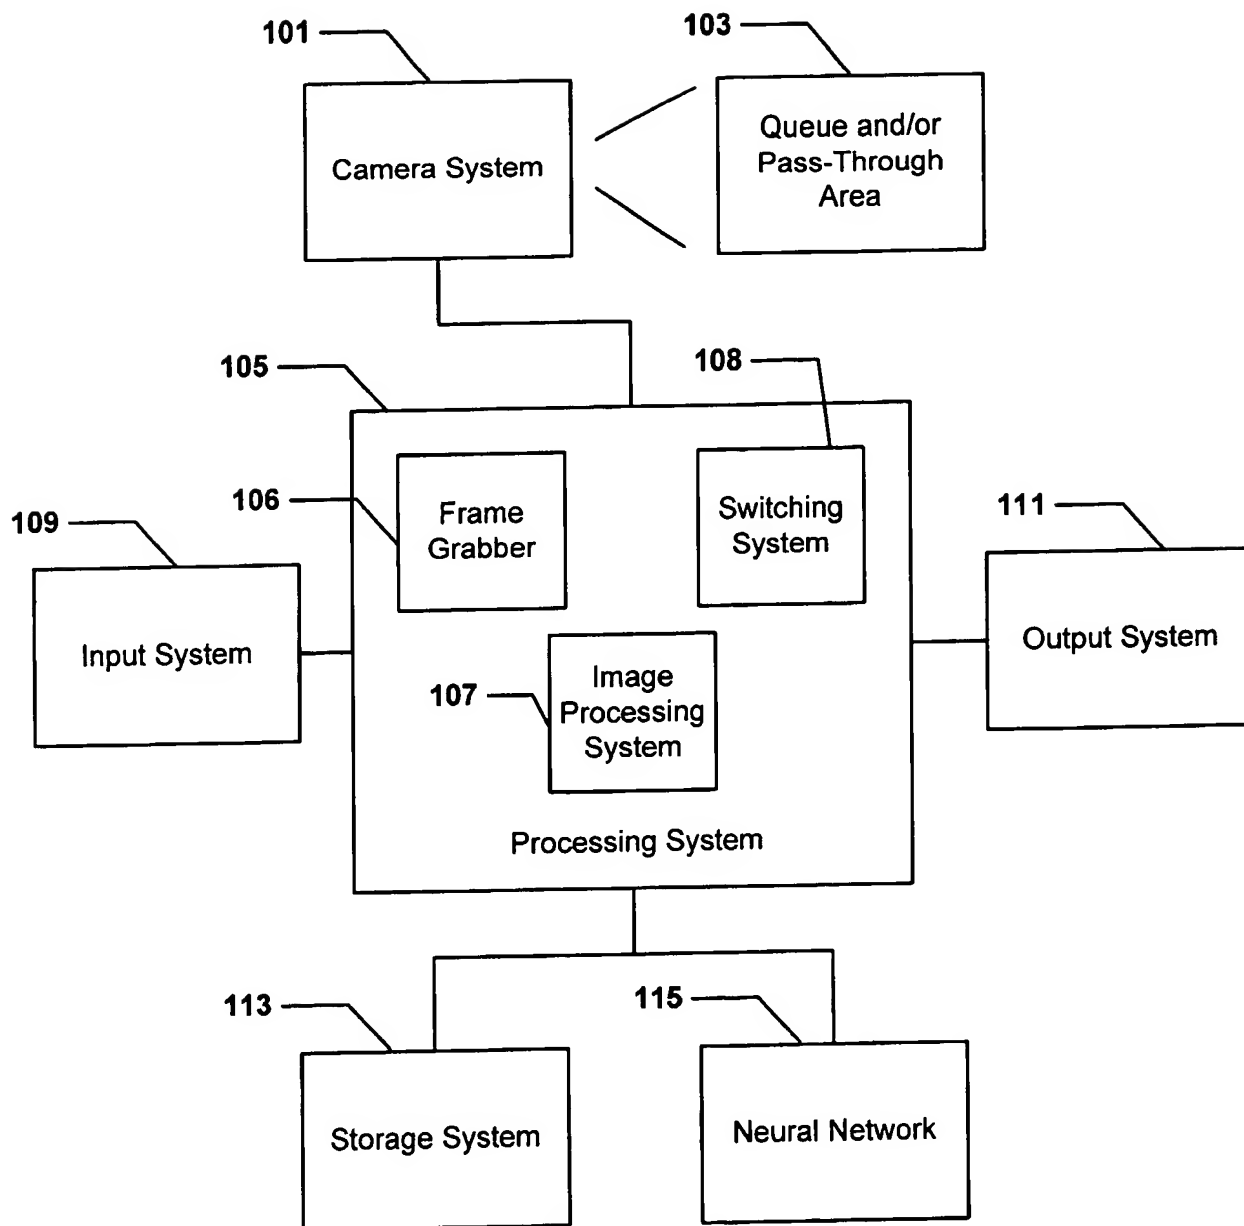 101
103
Camera System
Queue and/or
Pass-Through
Area
105
108
106
Frame
Grabber
Switching
System
109
111
Input System
Output System
107
Image
Processing
System
Processing System
113
115
Storage System
Neural Network